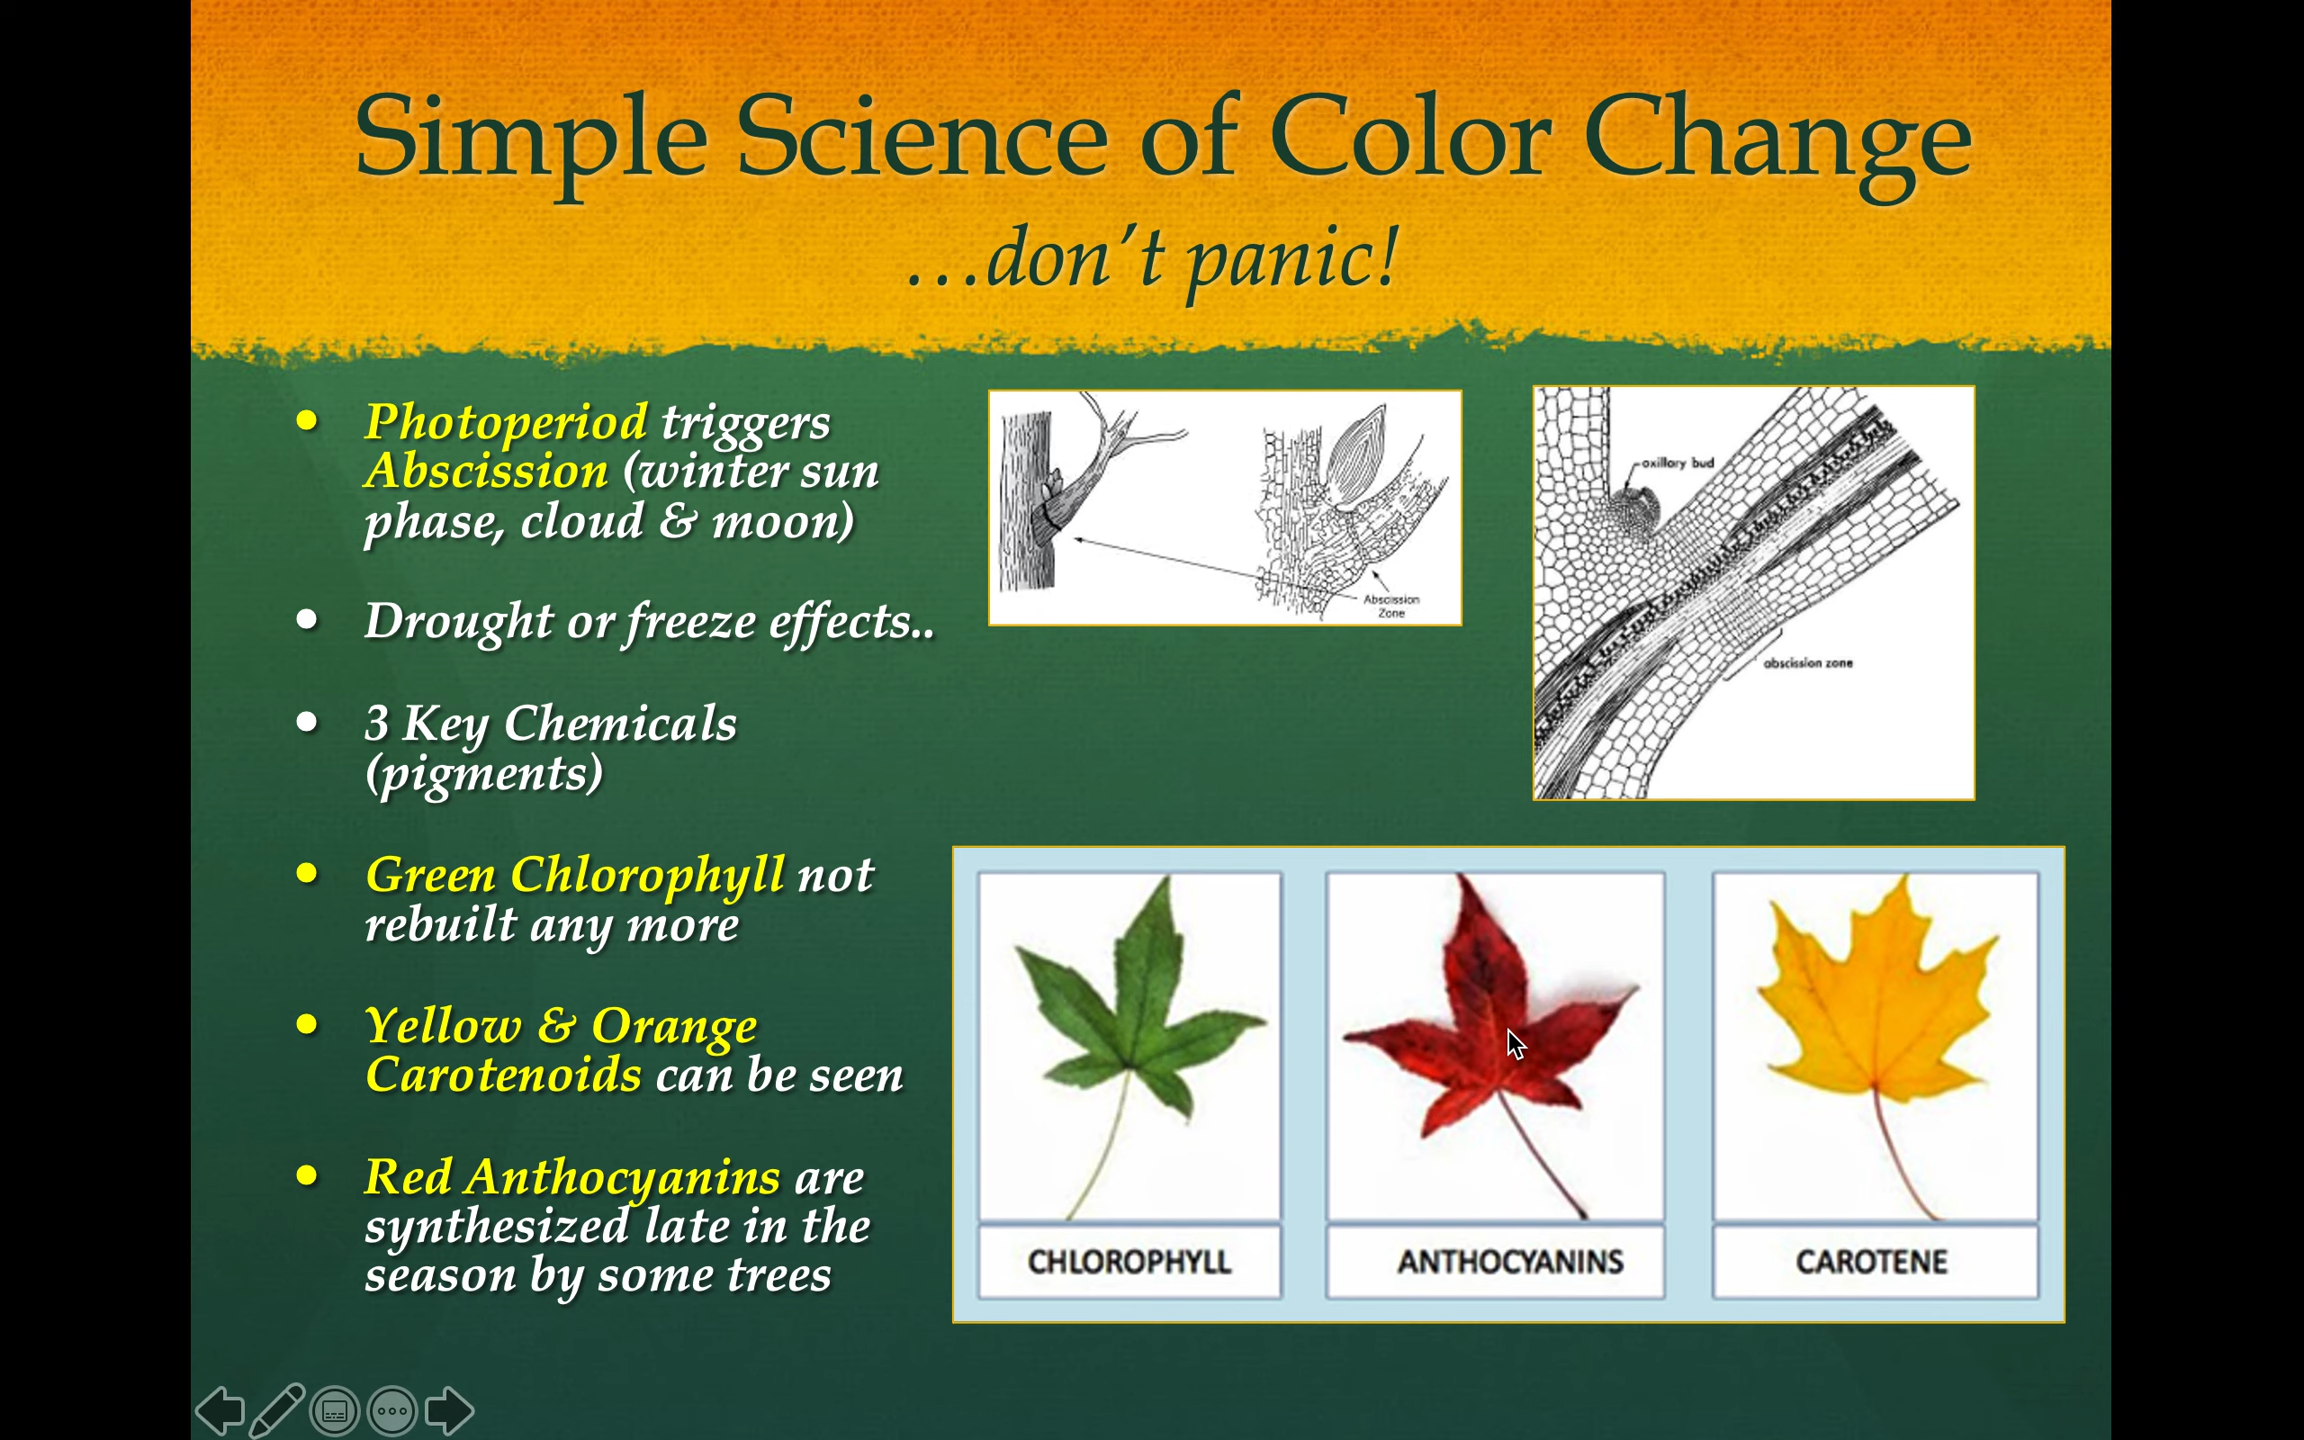 Simple Science of Color Change
…don’t panic!
• Photoperiod triggers
Abscission (winter sun
phase, cloud & moon)
• Drought or freeze effects..
• 3 Key Chemicals
(pigments)
• Green Chlorophyll not
rebuilt any more
• Yellow & Orange
Carotenoids can be seen
• Red Anthocyanins are
synthesized late in the
season by some trees
Abscission
Zone
axillary bud
abscission zone
CHLOROPHYLL
ANTHOCYANINS
CAROTENE